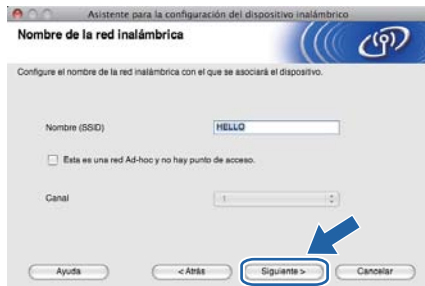 Asistente para la configuración del dispositivo inalámbrico
Nombre de la red inalámbrica
Configure el nombre de la red inalámbrica con el que se asociará el dispositivo.
Nombre (SSID)
HELLO
Esta es una red Ad-hoc y no hay punto de acceso.
Canal
1
Ayuda
< Atrás
Siguiente >
Cancelar